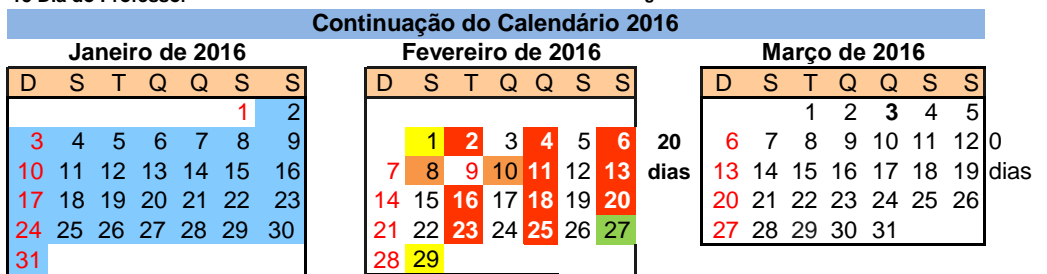 Continuação do Calendário 2016
Janeiro de 2016 Fevereiro de 2016 Março de 2016
D S T Q Q S S D S T Q Q S S D S T Q Q S S
1 2 1 2 3 4 5
3 4 5 6 7 8 9 1 2 3 4 5 6 20 6 7 8 9 10 11 12 0
10 11 12 13 14 15 16 7 8 9 10 11 12 13 dias 13 14 15 16 17 18 19 dias
17 18 19 20 21 22 23 14 15 16 17 18 19 20 20 21 22 23 24 25 26
24 25 26 27 28 29 30 21 22 23 24 25 26 27 27 28 29 30 31
31 28 29